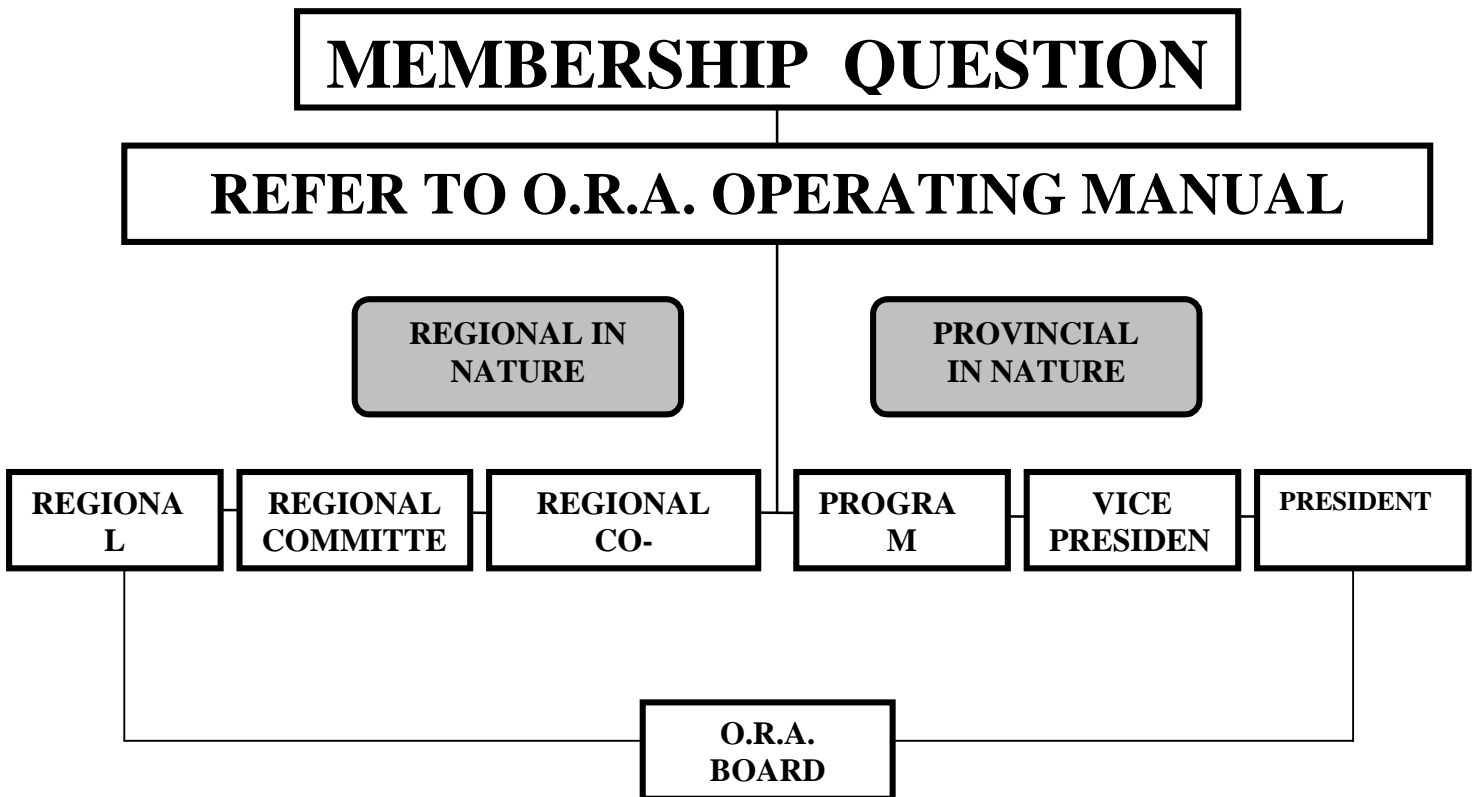 MEMBERSHIP QUESTION
REFER TO O.R.A. OPERATING MANUAL
REGIONAL IN
NATURE
PROVINCIAL
IN NATURE
REGIONA
L
REGIONAL
COMMITTE
REGIONAL
CO-
PROGRA
M
VICE
PRESIDEN
PRESIDENT
O.R.A.
BOARD